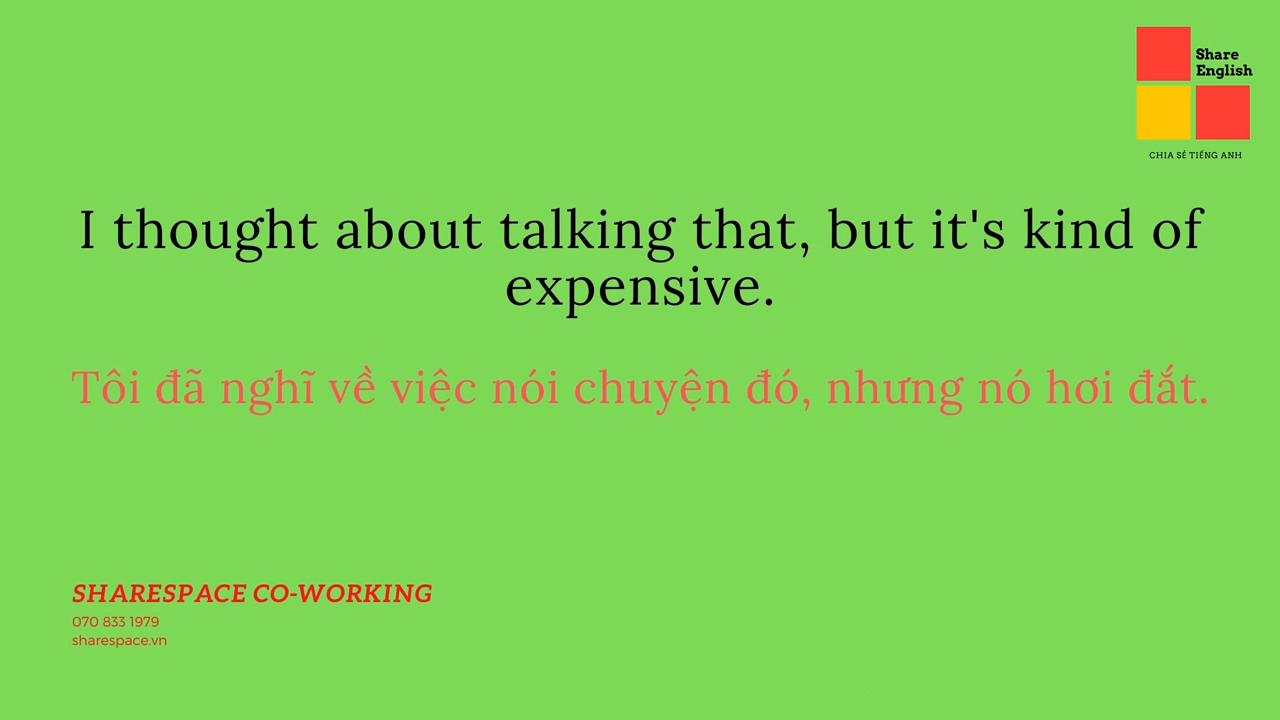 Share
English
CHIA SẺ TIẾNG ANH
I thought about talking that, but it's kind of
expensive.
Tôi đã nghĩ về việc nói chuyện đó, nhưng nó hơi đắt.
SHARESPACE CO-WORKING
070 833 1979
sharespace.vn